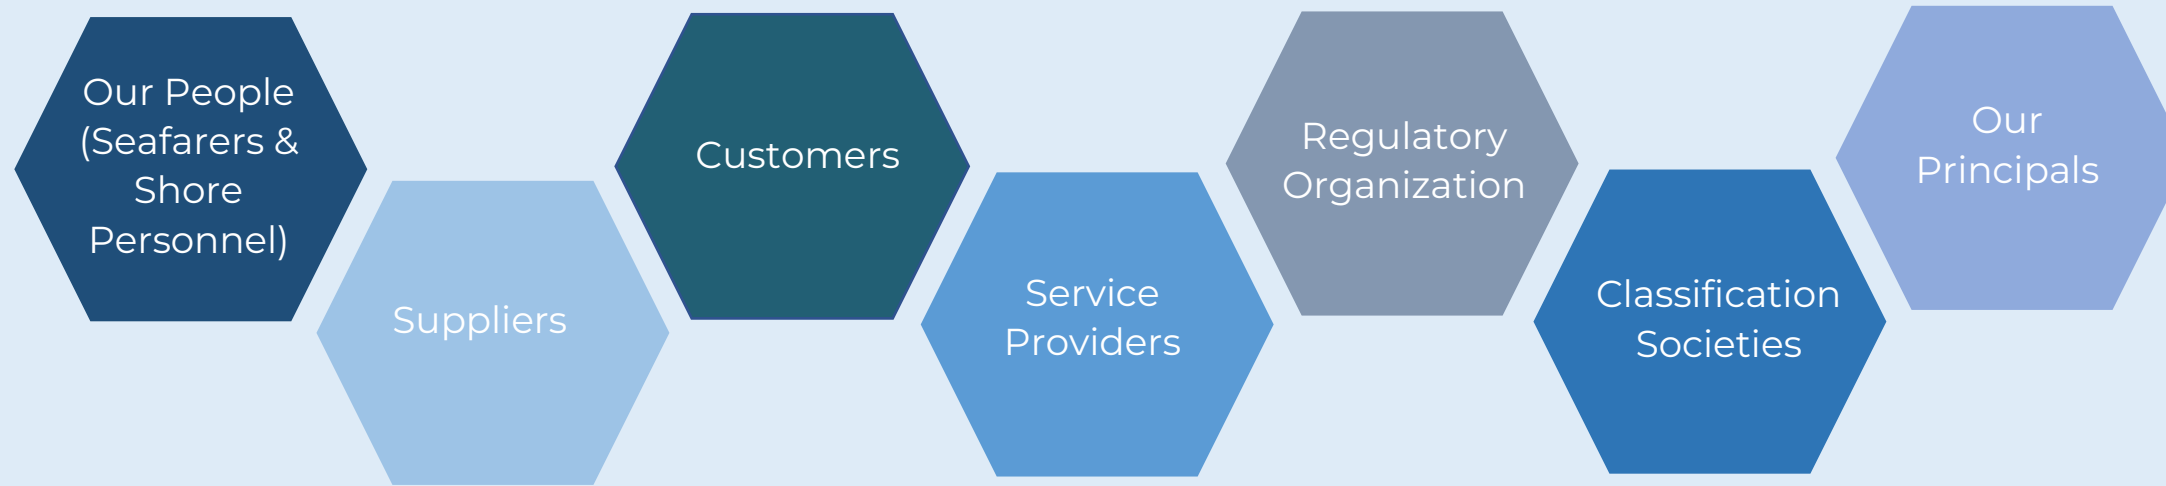 Our People
(Seafarers &
Shore
Personnel)
Suppliers
Customers
Service
Providers
Regulatory
Organization
Classification
Societies
Our
Principals